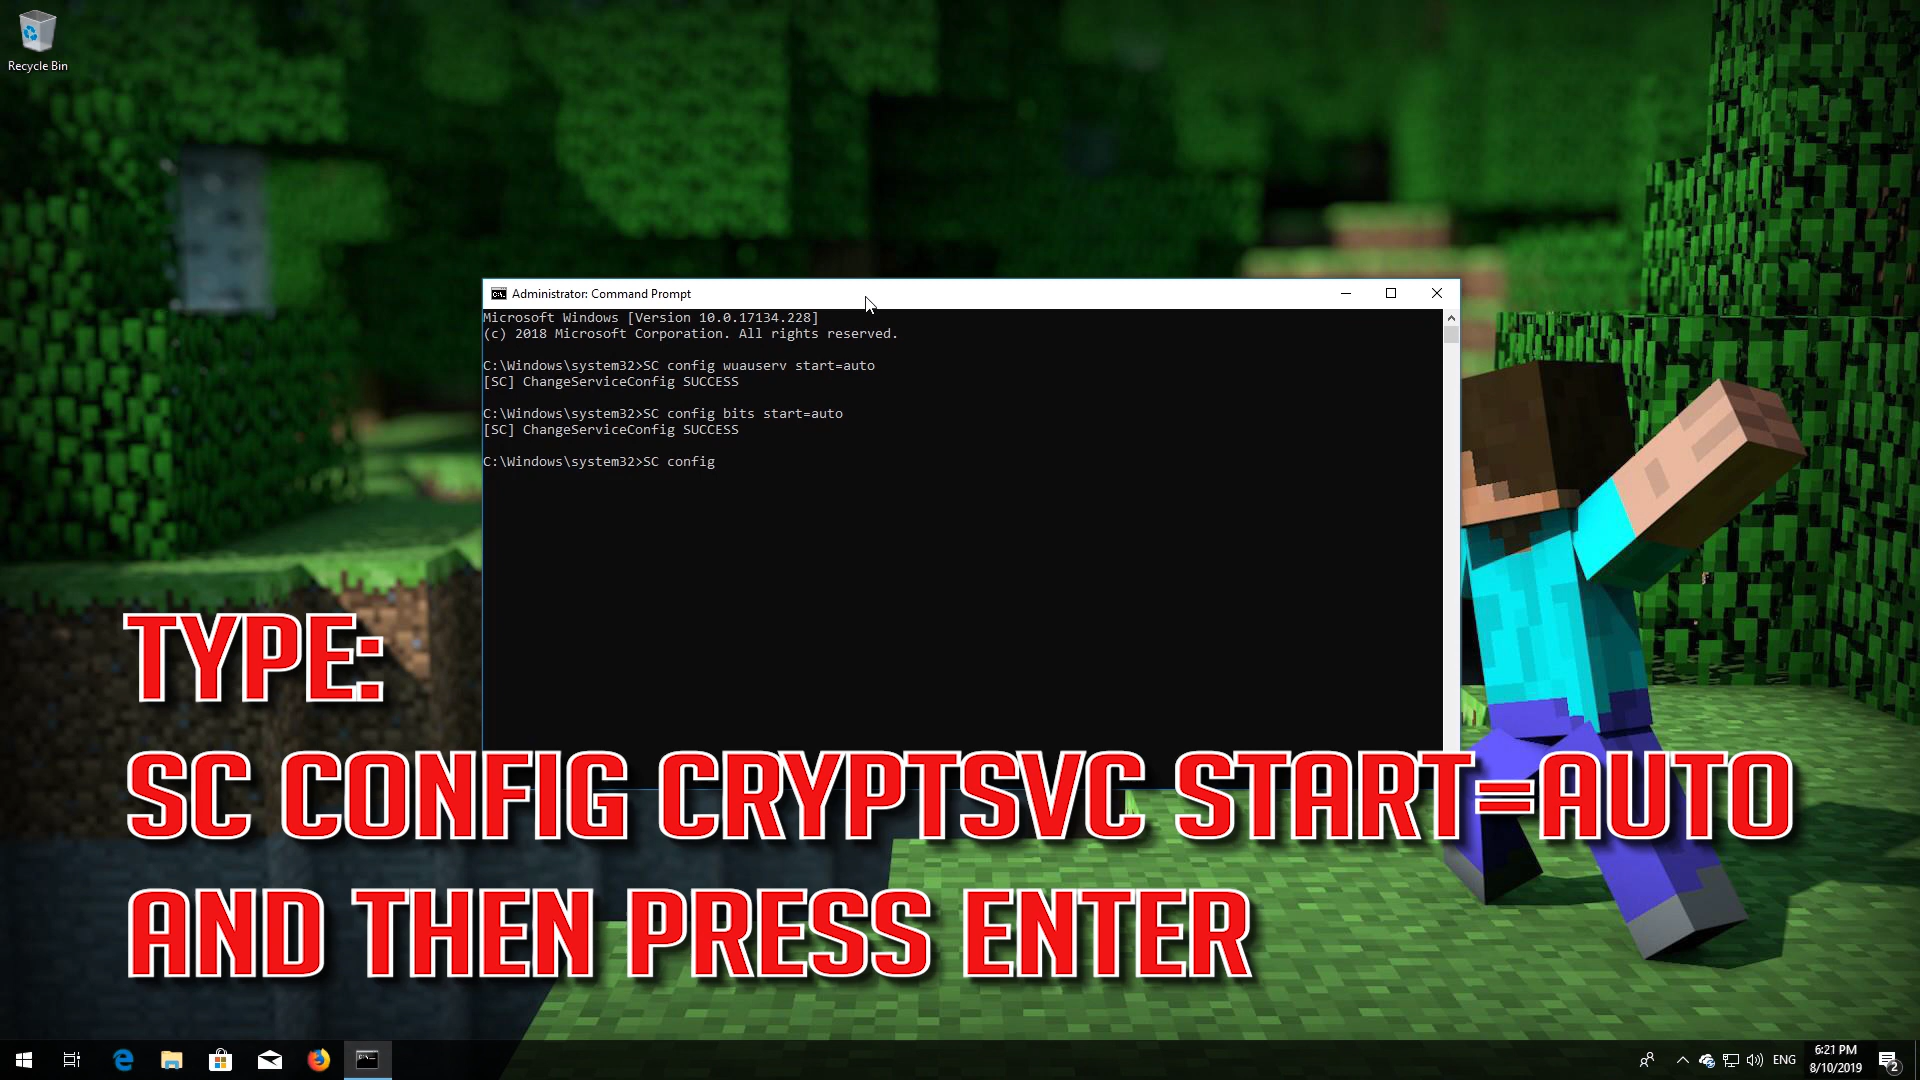 Recycle Bin
Administrator: Command Prompt
Microsoft Windows [Version 10.0.17134.228]
(c) 2018 Microsoft Corporation. All rights reserved.
C:\Windows\system32>SC config wuauserv start=auto
[SC] ChangeServiceConfig SUCCESS
C:\Windows\system32>SC config bits start=auto
[SC] ChangeServiceConfig SUCCESS
C:\Windows\system32>SC config
TYPE:
SC CONFIG CRYPTSVC START=AUTO
AND THEN PRESS ENTER
ENG
6:21 PM
8/10/2019
2